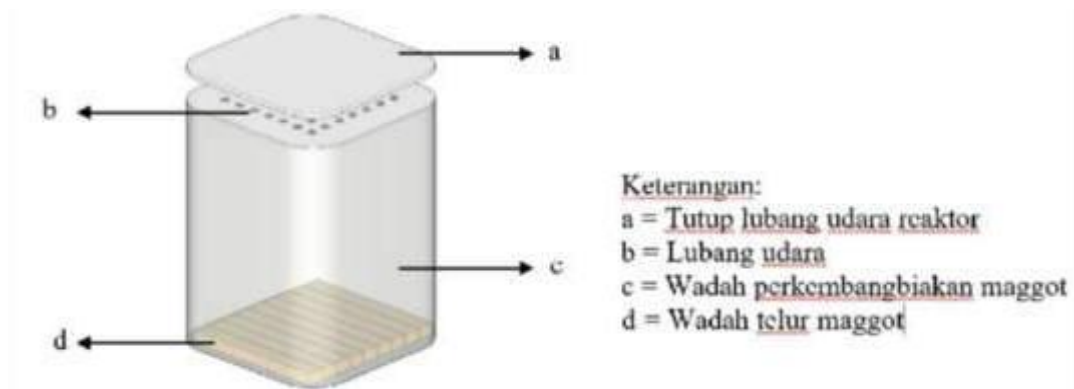 a
b
c
d
Keterangan:
a = Tutup lubang udara reaktor
b = Lubang udara
c = Wadah perkembangbiakan maggot
d = Wadah telur maggot